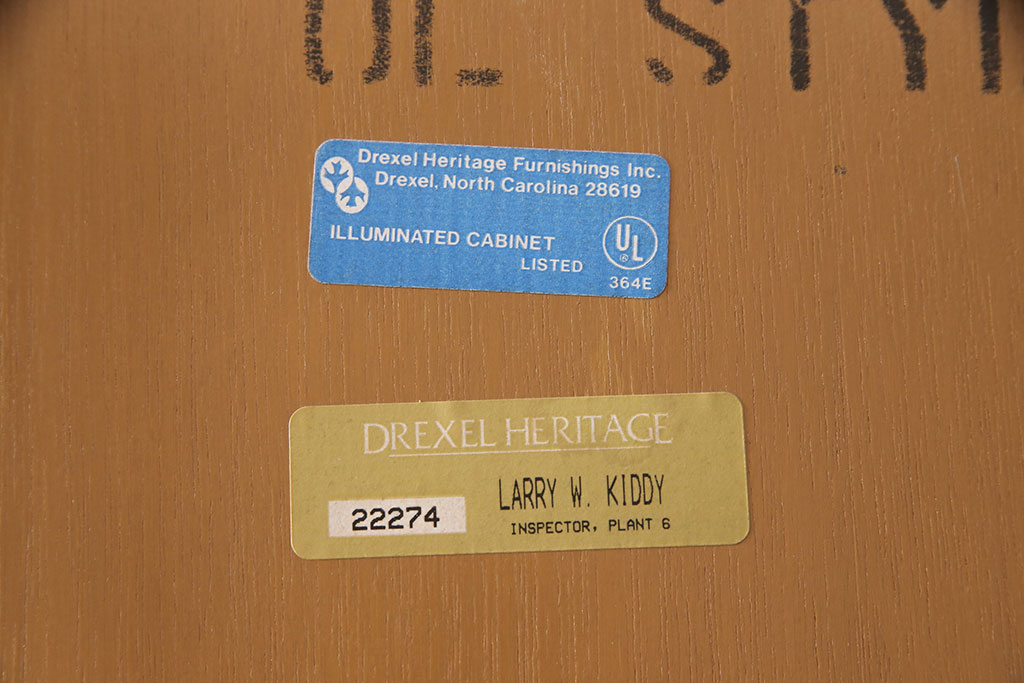 Drexel Heritage Furnishings Inc.
Drexel, North Carolina 28619
ILLUMINATED CABINET
LISTED
UL
®
364E
DREXEL HERITAGE
22274
LARRY W. KIDDY
INSPECTOR, PLANT 6